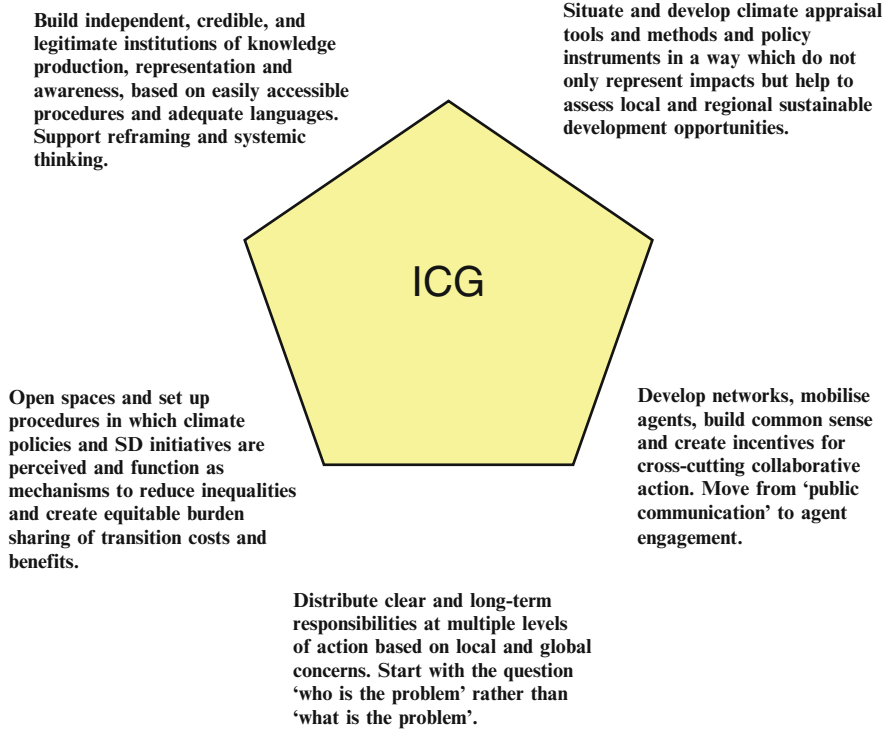 Build independent, credible, and
legitimate institutions of knowledge
production, representation and
awareness, based on easily accessible
procedures and adequate languages.
Support reframing and systemic
thinking.
Situate and develop climate appraisal
tools and methods and policy
instruments in a way which do not
only represent impacts but help to
assess local and regional sustainable
development opportunities.
ICG
Open spaces and set up
procedures in which climate
policies and SD initiatives are
perceived and function as
mechanisms to reduce inequalities
and create equitable burden
sharing of transition costs and
benefits.
Develop networks, mobilise
agents, build common sense
and create incentives for
cross-cutting collaborative
action. Move from ‘public
communication’ to agent
engagement.
Distribute clear and long-term
responsibilities at multiple levels
of action based on local and global
concerns. Start with the question
‘who is the problem’ rather than
‘what is the problem’.